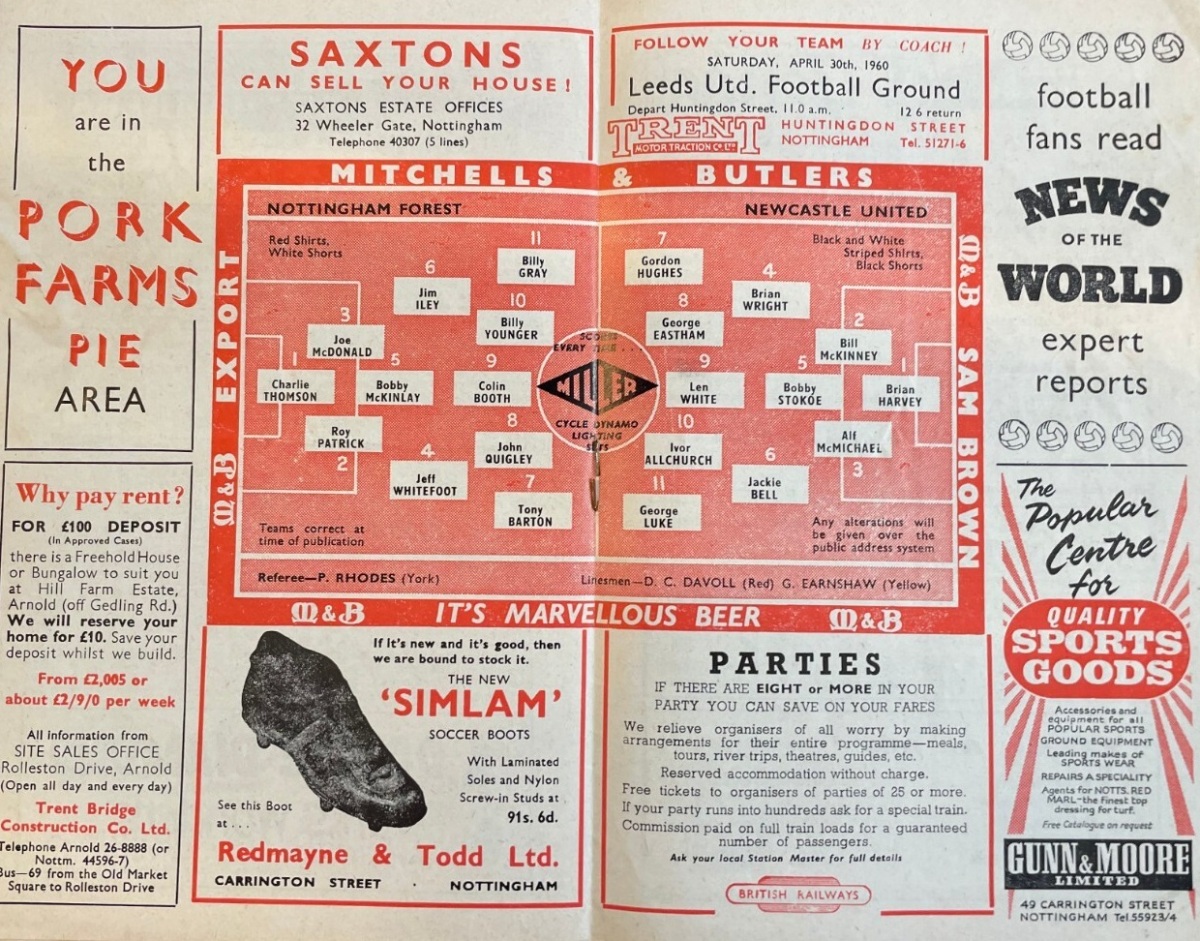 YOU
are in
the
PORK
FARMS
PIE
AREA
Why pay rent?
FOR £100 DEPOSIT
(In Approved Cases)
there is a Freehold House
or Bungalow to suit you
at Hill Farm Estate,
Arnold (off Gedling Rd.)
We will reserve your
home for £10. Save your
deposit whilst we build.
From £2,005 or
about £2/9/0 per week
All information from
SITE SALES OFFICE
Rolleston Drive, Arnold
(Open all day and every day)
Trent Bridge
Construction Co. Ltd.
Telephone Arnold 26-8888 (or
Nottm. 44596-7)
Bus—69 from the Old Market
Square to Rolleston Drive
SAXTONS
CAN SELL YOUR HOUSE!
SAXTONS ESTATE OFFICES
32 Wheeler Gate, Nottingham
Telephone 40307 (5 lines)
FOLLOW YOUR TEAM BY COACH!
SATURDAY, APRIL 30th, 1960
Leeds Utd. Football Ground
Depart Huntingdon Street, 11.0 a.m. 12 6 return
TRENT
MOTOR TRACTION CO. LTD
HUNTINGDON STREET
NOTTINGHAM Tel. 51271-6
MITCHELLS & BUTLERS
M&B EXPORT
M&B
NOTTINGHAM FOREST
NEWCASTLE UNITED
Red Shirts,
White Shorts
Black and White
Striped Shirts,
Black Shorts
11
Billy
GRAY
6
Jim
ILEY
10
Billy
YOUNGER
3
Joe
McDONALD
1
Charlie
THOMSON
5
Bobby
McKINLAY
9
Colin
BOOTH
Roy
PATRICK
2
8
John
QUIGLEY
4
Jeff
WHITEFOOT
7
Tony
BARTON
SCORES
EVERY TIME . . .
MILLER
CYCLE DYNAMO
LIGHTING
SETS
7
Gordon
HUGHES
4
Brian
WRIGHT
8
George
EASTHAM
2
Bill
McKINNEY
9
Len
WHITE
5
Bobby
STOKOE
1
Brian
HARVEY
10
Ivor
ALLCHURCH
Alf
McMICHAEL
3
6
Jackie
BELL
11
George
LUKE
Teams correct at
time of publication
Any alterations will
be given over the
public address system
Referee—P. RHODES (York)
Linesmen—D. C. DAVOLL (Red) G. EARNSHAW (Yellow)
M&B SAM BROWN
M&B IT'S MARVELLOUS BEER M&B
If it's new and it's good, then
we are bound to stock it.
THE NEW
'SIMLAM'
SOCCER BOOTS
With Laminated
Soles and Nylon
Screw-in Studs at
91s. 6d.
See this Boot
at . . .
Redmayne & Todd Ltd.
CARRINGTON STREET . NOTTINGHAM
PARTIES
IF THERE ARE EIGHT or MORE IN YOUR
PARTY YOU CAN SAVE ON YOUR FARES
We relieve organisers of all worry by making
arrangements for their entire programme—meals,
tours, river trips, theatres, guides, etc.
Reserved accommodation without charge.
Free tickets to organisers of parties of 25 or more.
If your party runs into hundreds ask for a special train.
Commission paid on full train loads for a guaranteed
number of passengers.
Ask your local Station Master for full details
BRITISH RAILWAYS
football
fans read
NEWS
OF THE
WORLD
expert
reports
The
Popular
Centre
for
QUALITY
SPORTS
GOODS
Accessories and
equipment for all
POPULAR SPORTS
GROUND EQUIPMENT
Leading makes of
SPORTS WEAR
REPAIRS A SPECIALITY
Agents for NOTTS. RED
MARL-the finest top
dressing for turf.
Free Catalogue on request
GUNN & MOORE
LIMITED
49 CARRINGTON STREET
NOTTINGHAM Tel 55923/4